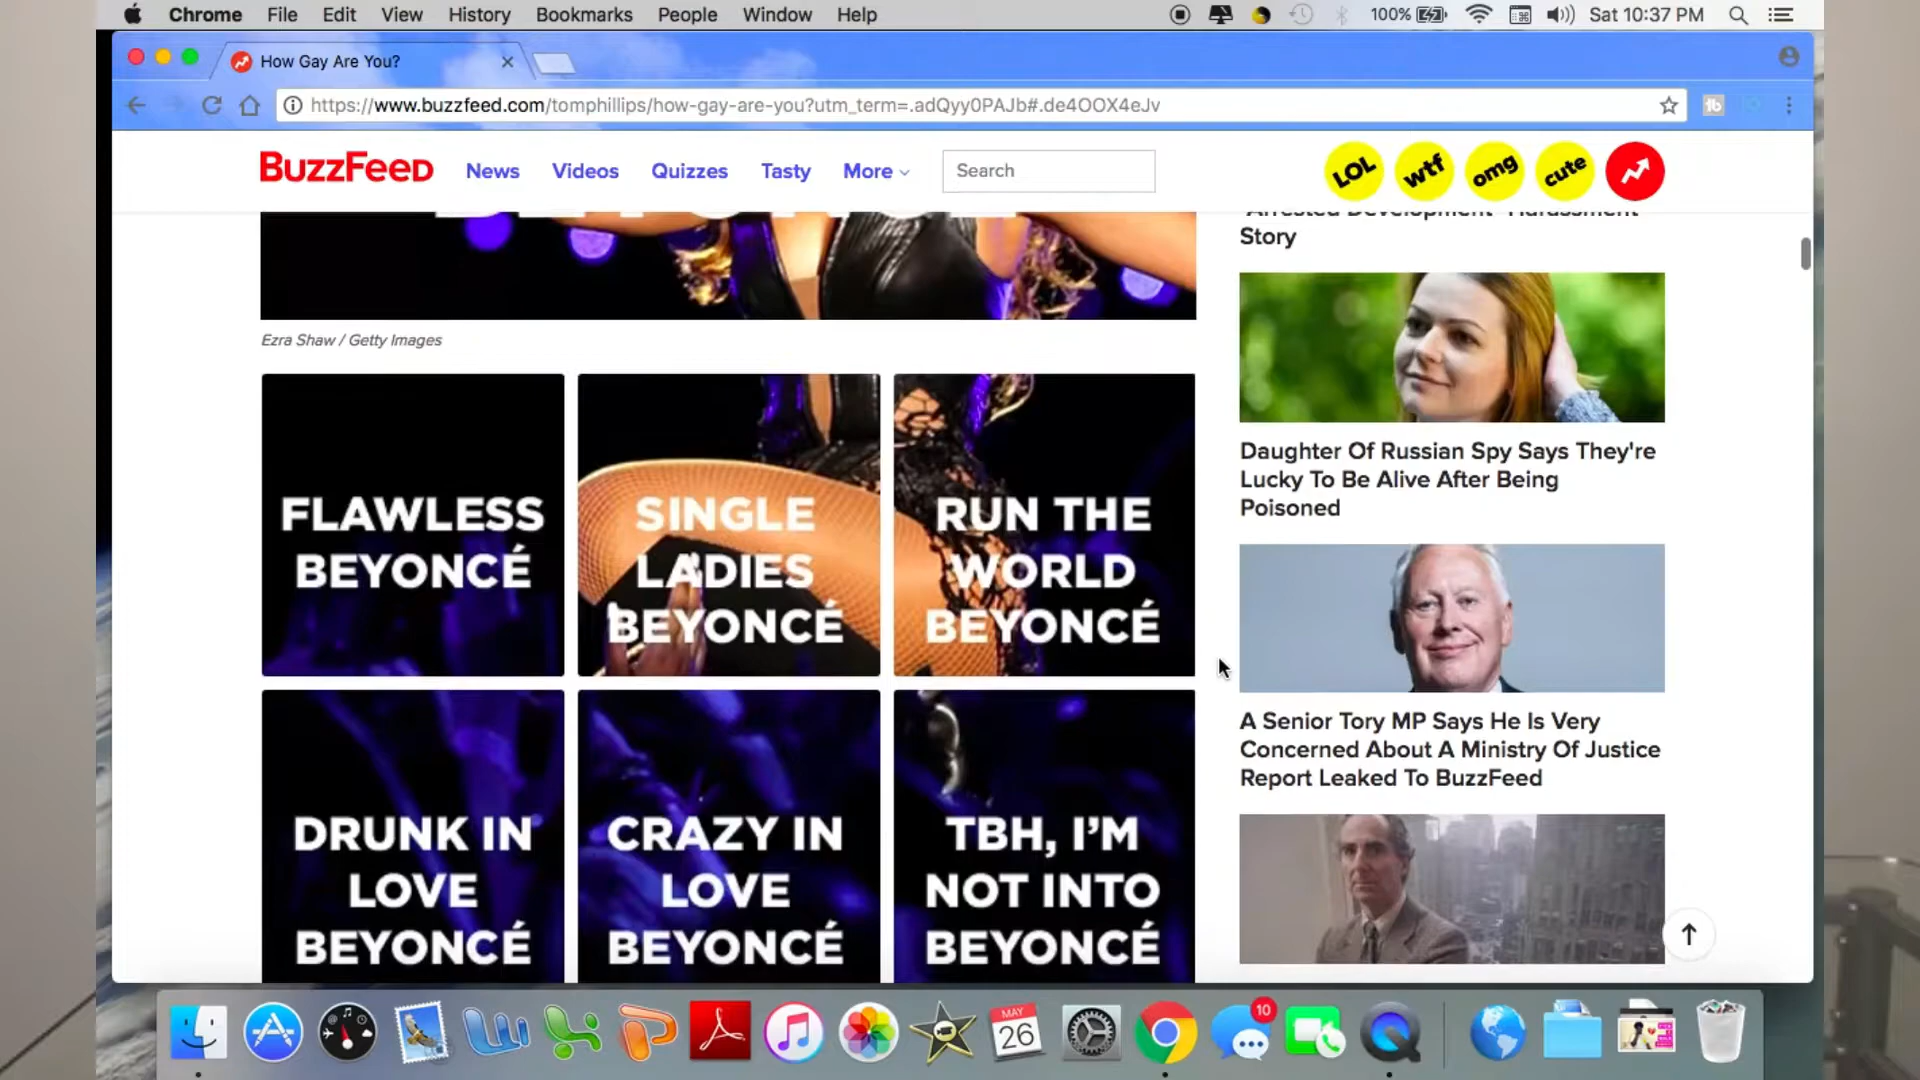 Chrome File Edit View History Bookmarks People Window Help
100% Sat 10:37 PM
How Gay Are You?
https://www.buzzfeed.com/tomphillips/how-gay-are-you?utm_term=.adQyy0PAJb#.de4OOX4eJv
BuzzFeed News Videos Quizzes Tasty More Search
LOL wtf omg cute
"Arrested Development" Harassment
Story
Ezra Shaw / Getty Images
FLAWLESS
BEYONCÉ
SINGLE
LADIES
BEYONCÉ
RUN THE
WORLD
BEYONCÉ
DRUNK IN
LOVE
BEYONCÉ
CRAZY IN
LOVE
BEYONCÉ
TBH, I'M
NOT INTO
BEYONCÉ
Daughter Of Russian Spy Says They're
Lucky To Be Alive After Being
Poisoned
A Senior Tory MP Says He Is Very
Concerned About A Ministry Of Justice
Report Leaked To BuzzFeed
MAY
26
10